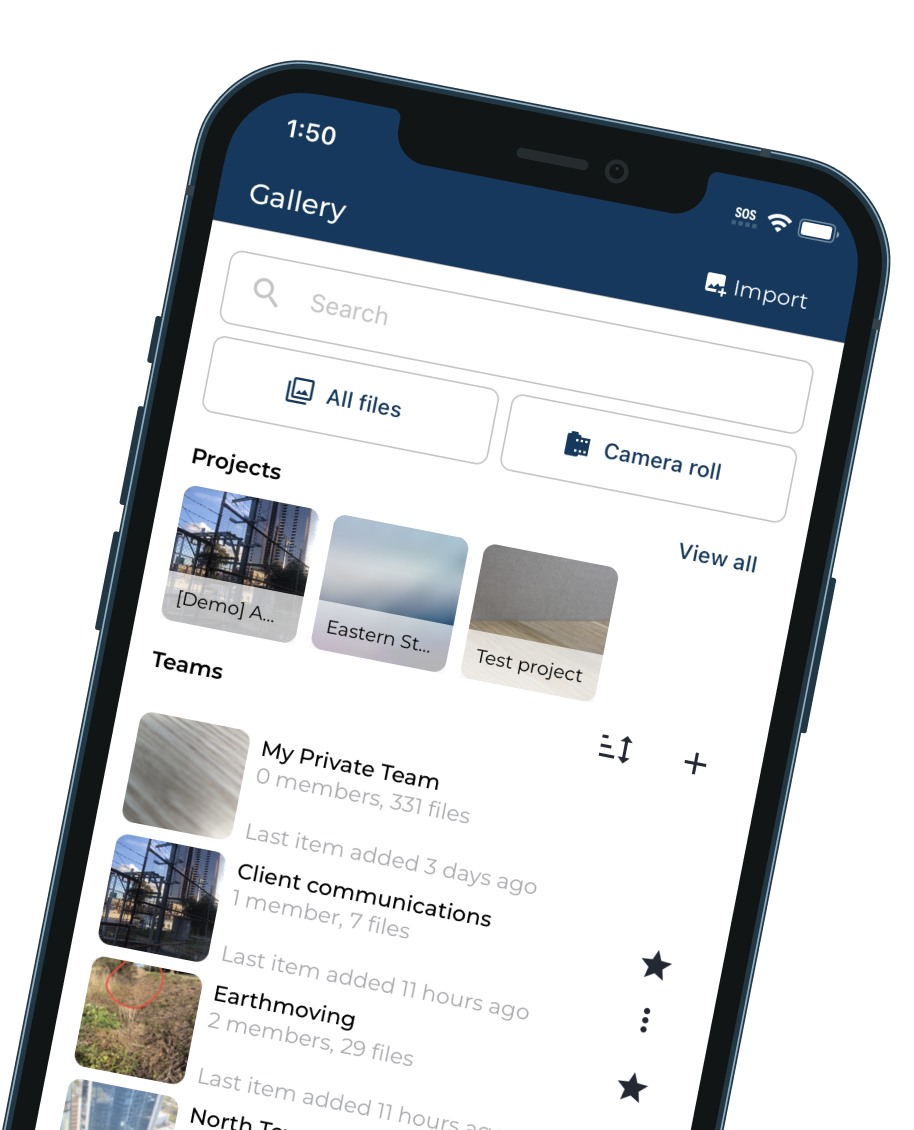 1:50
SOS
Gallery
Import
Search
All files
Camera roll
Projects
View all
[Demo] A...
Eastern St...
Test project
Teams
My Private Team
0 members, 331 files
Last item added 3 days ago
Client communications
1 member, 7 files
Last item added 11 hours ago
Earthmoving
2 members, 29 files
Last item added 11 hours
North